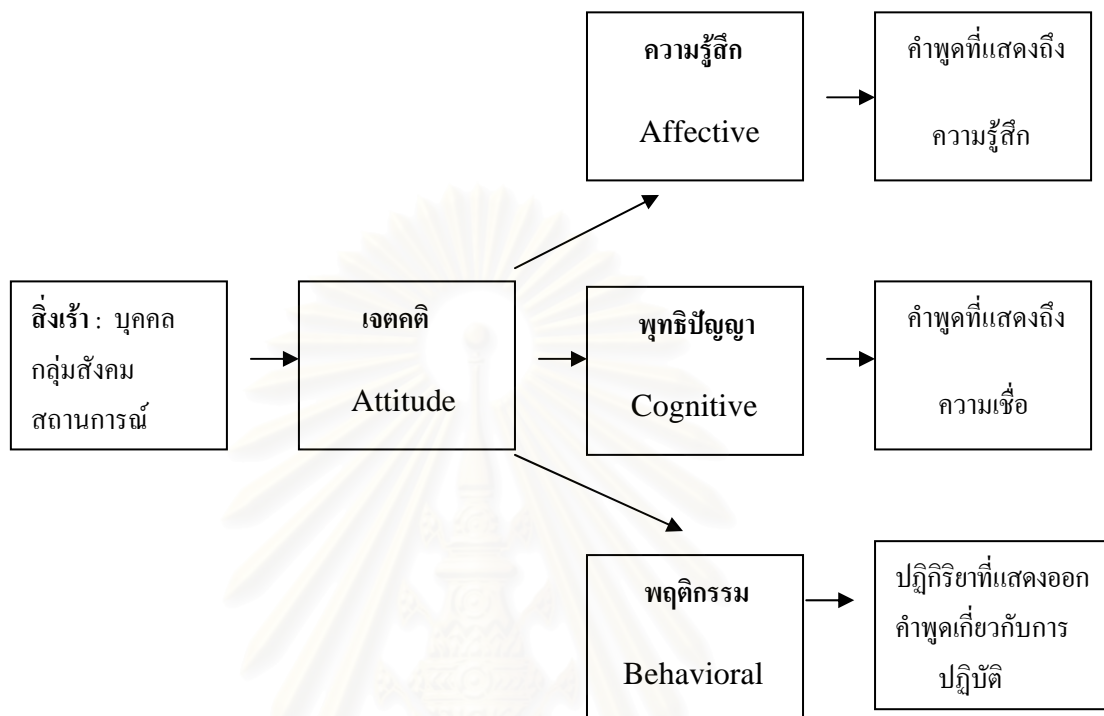 ความรู้สึก
Affective
คำพูดที่แสดงถึง
ความรู้สึก
สิ่งเร้า : บุคคล
กลุ่มสังคม
สถานการณ์
เจตคติ
Attitude
พุทธิปัญญา
Cognitive
คำพูดที่แสดงถึง
ความเชื่อ
พฤติกรรม
Behavioral
ปฏิกิริยาที่แสดงออก
คำพูดเกี่ยวกับการ
ปฏิบัติ